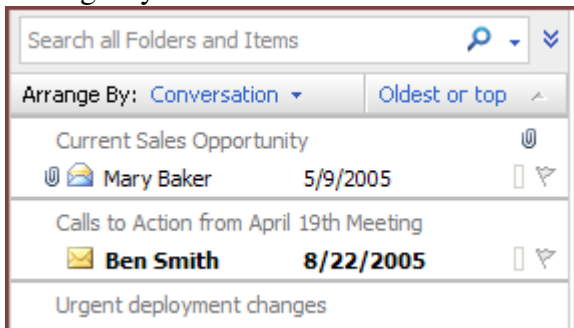 Search all Folders and Items
Arrange By: Conversation Oldest or top
Current Sales Opportunity
Mary Baker 5/9/2005
Calls to Action from April 19th Meeting
Ben Smith 8/22/2005
Urgent deployment changes